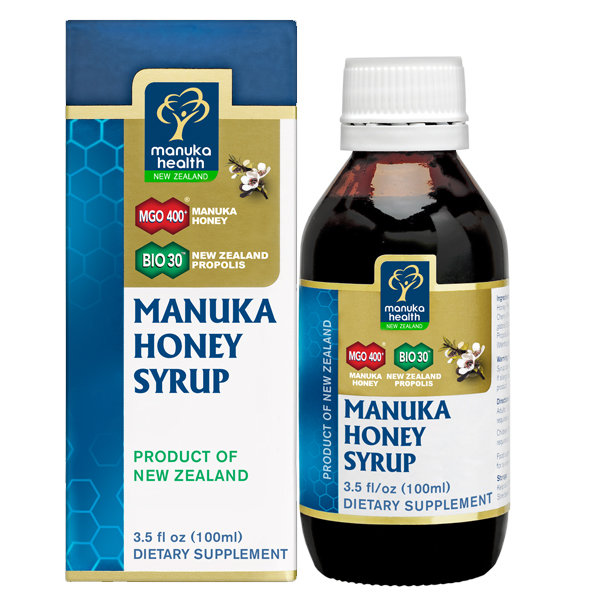 manuka
health
NEW ZEALAND
MGO 400+® MANUKA
HONEY
BIO 30™ NEW ZEALAND
PROPOLIS
MANUKA
HONEY
SYRUP
PRODUCT OF
NEW ZEALAND
3.5 fl oz (100ml)
DIETARY SUPPLEMENT
manuka
health
NEW ZEALAND
MGO 400+ BIO 30™
MANUKA NEW ZEALAND
HONEY PROPOLIS
PRODUCT OF NEW ZEALAND
MANUKA
HONEY
SYRUP
3.5 fl/oz (100ml)
DIETARY SUPPLEMENT